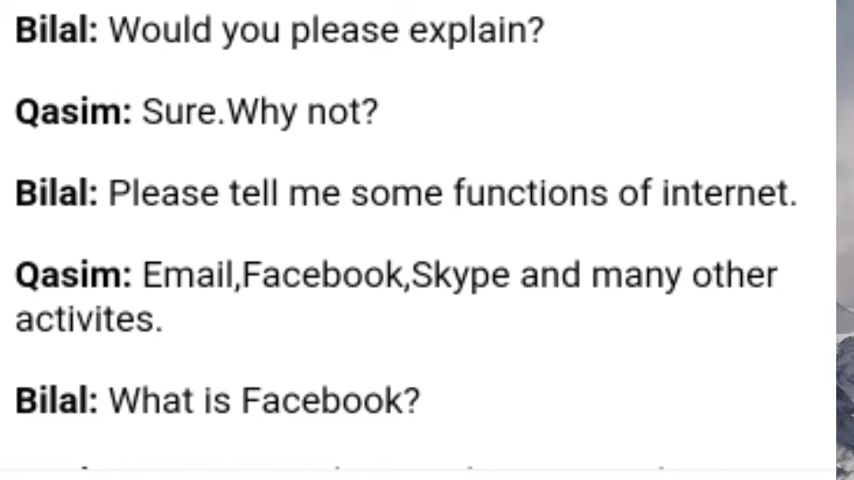 Bilal: Would you please explain?
Qasim: Sure.Why not?
Bilal: Please tell me some functions of internet.
Qasim: Email,Facebook,Skype and many other
activites.
Bilal: What is Facebook?